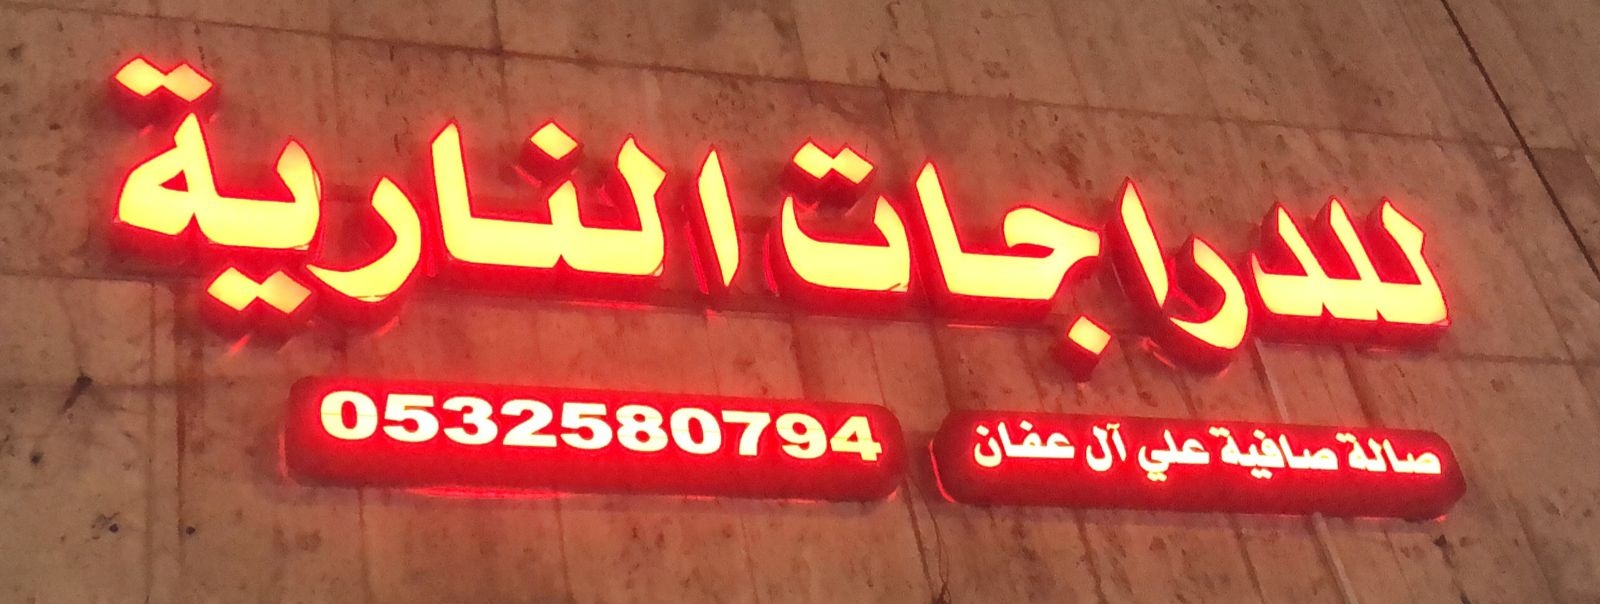 للدراجات النارية
صالة صافية علي آل عفان
0532580794